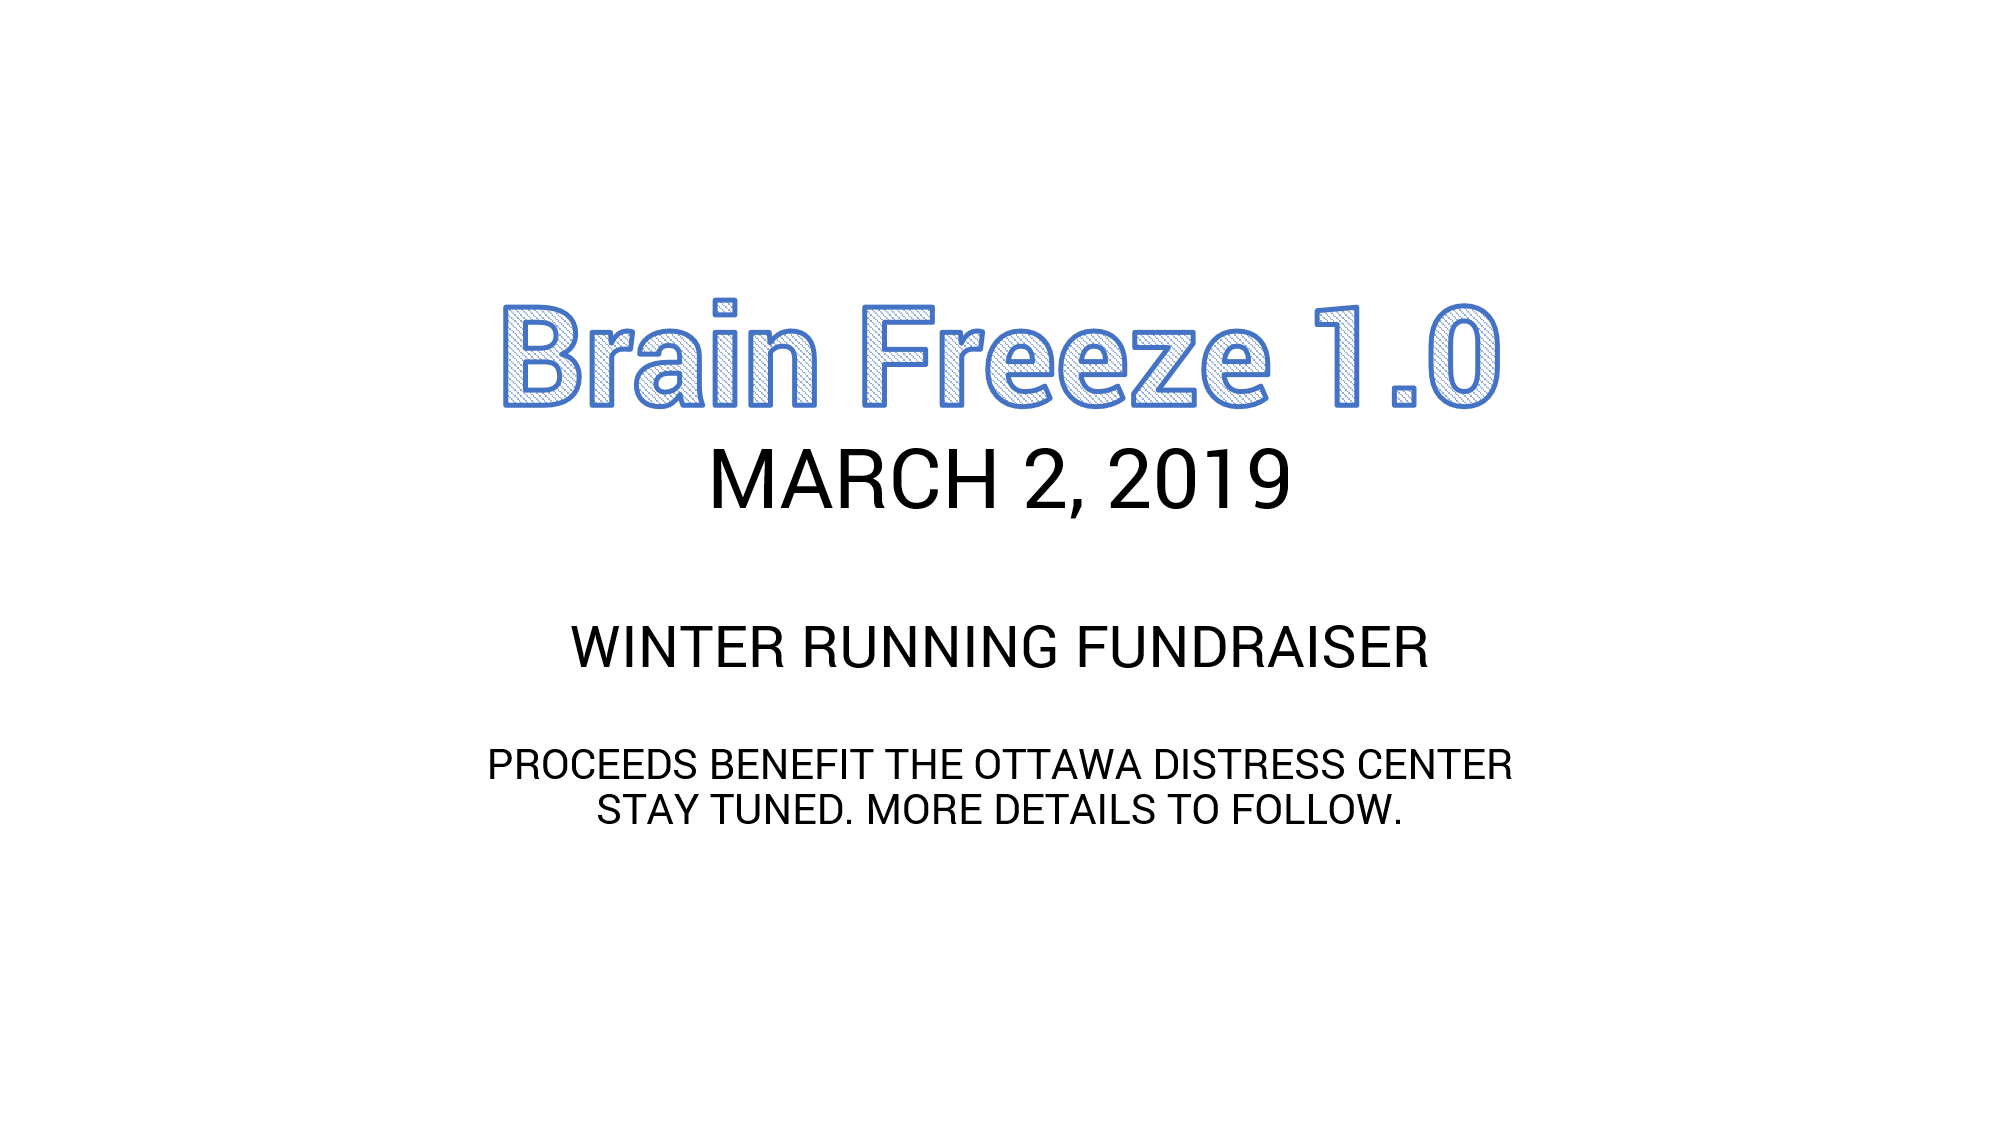 Brain Freeze 1.0
MARCH 2, 2019
WINTER RUNNING FUNDRAISER
PROCEEDS BENEFIT THE OTTAWA DISTRESS CENTER
STAY TUNED. MORE DETAILS TO FOLLOW.